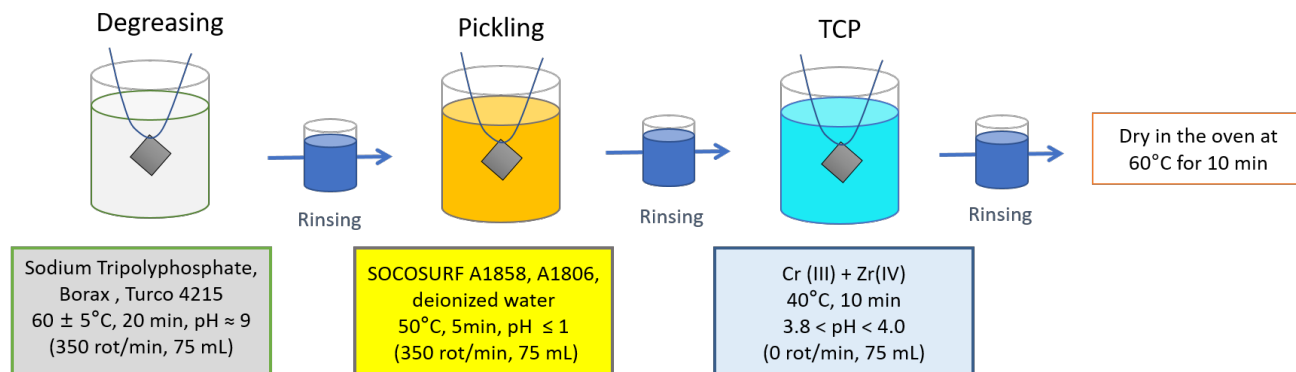 Degreasing
Pickling
TCP
Rinsing
Rinsing
Rinsing
Dry in the oven at
60°C for 10 min
Sodium Tripolyphosphate,
Borax , Turco 4215
60 ± 5°C, 20 min, pH ≈ 9
(350 rot/min, 75 mL)
SOCOSURF A1858, A1806,
deionized water
50°C, 5min, pH  ≤ 1
(350 rot/min, 75 mL)
Cr (III) + Zr(IV)
40°C, 10 min
3.8 < pH < 4.0
(0 rot/min, 75 mL)